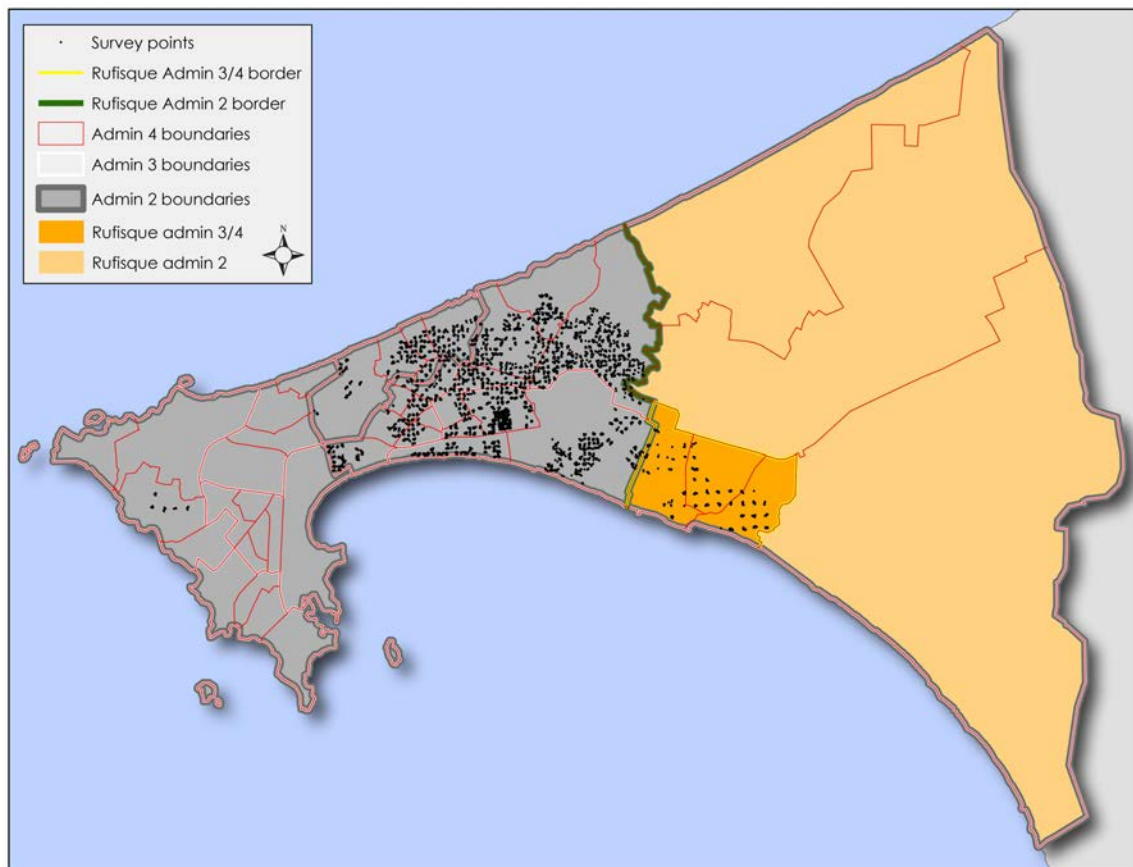 Survey points
Rufisque Admin 3/4 border
Rufisque Admin 2 border
Admin 4 boundaries
Admin 3 boundaries
Admin 2 boundaries
Rufisque admin 3/4
N
Rufisque admin 2